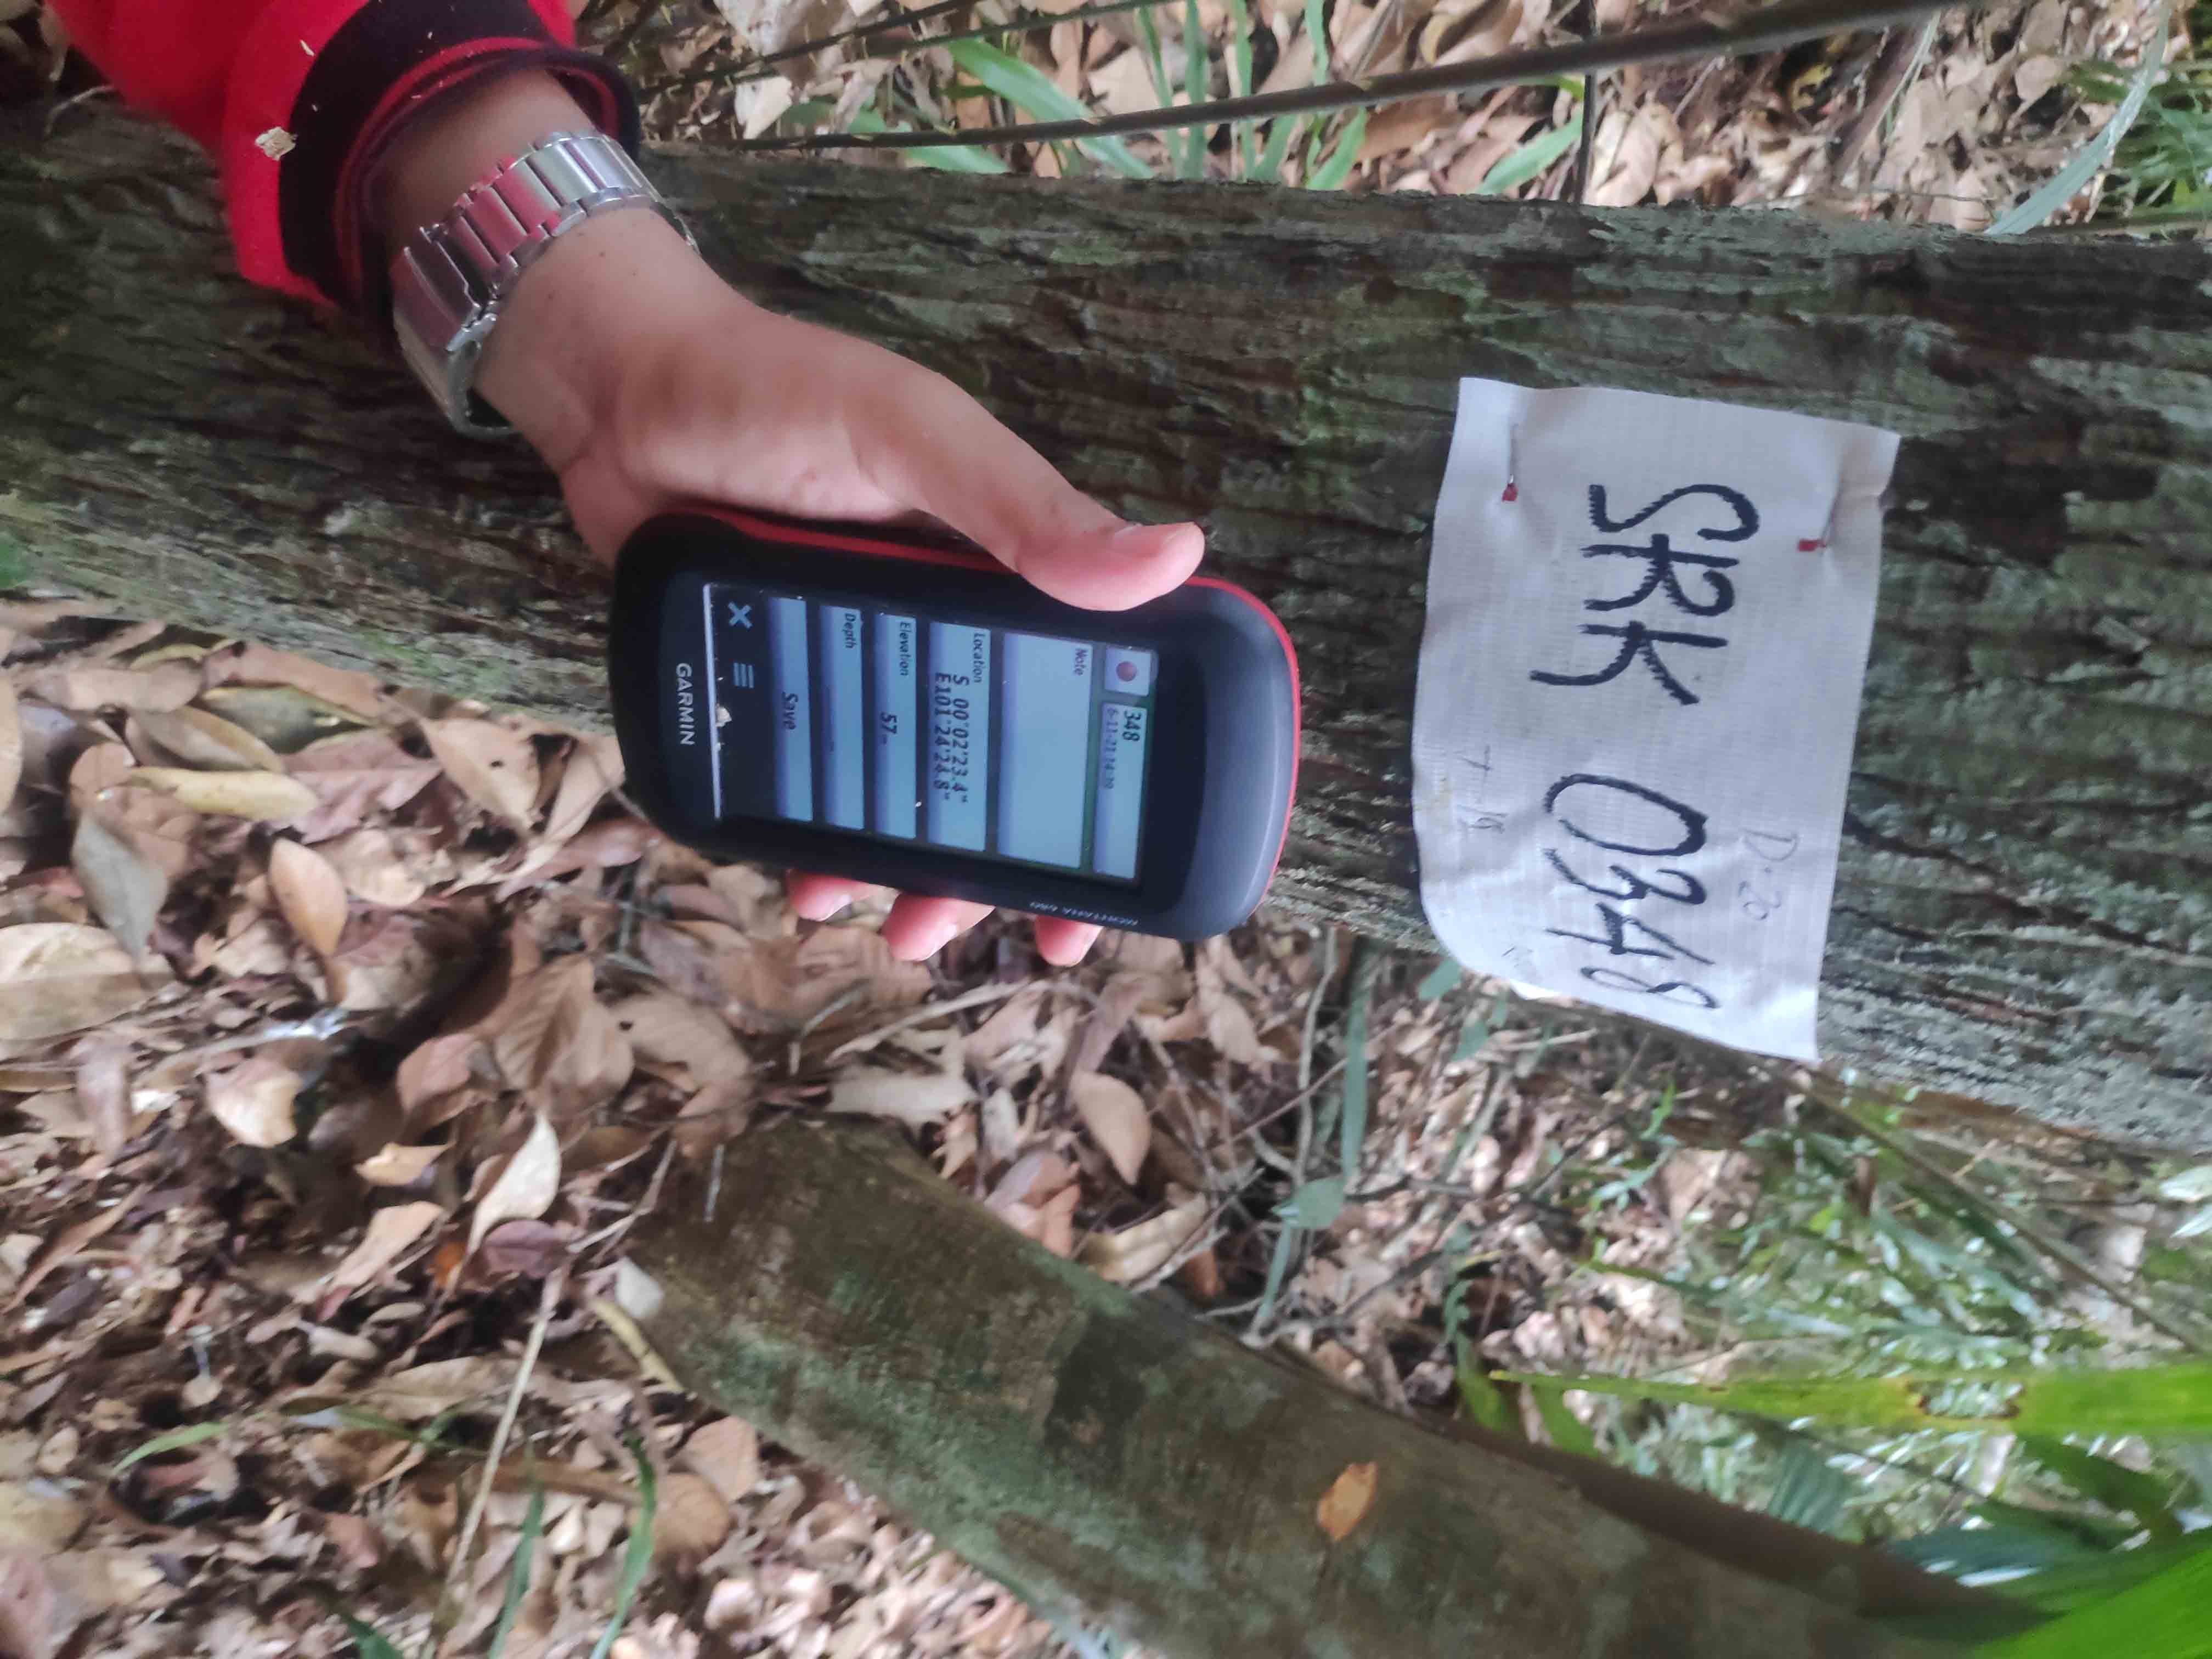 D: 20
SRK 0348
T 19
348
6-11-21 14:39
Note
Location
S 00°02'23.4"
E101°24'24.8"
Elevation
57m
Depth
Save
GARMIN